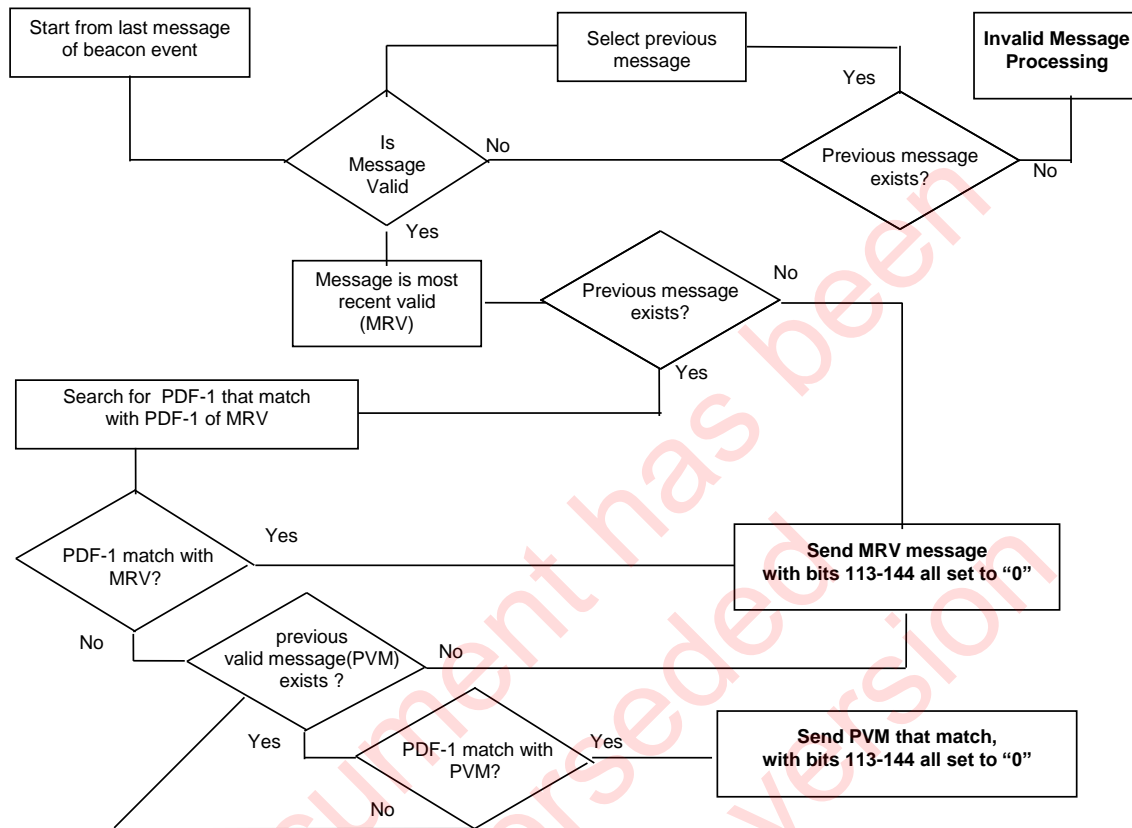 Start from last message
of beacon event
Select previous
message
Invalid Message
Processing
Yes
Is
Message
Valid
No
Previous message
exists?
No
Yes
Message is most
recent valid
(MRV)
Previous message
exists?
No
Yes
Search for PDF-1 that match
with PDF-1 of MRV
PDF-1 match with
MRV?
Yes
Send MRV message
with bits 113-144 all set to “0”
No
previous
valid message(PVM)
exists ?
No
Yes
PDF-1 match with
PVM?
Yes
Send PVM that match,
with bits 113-144 all set to “0”
No
has been
version